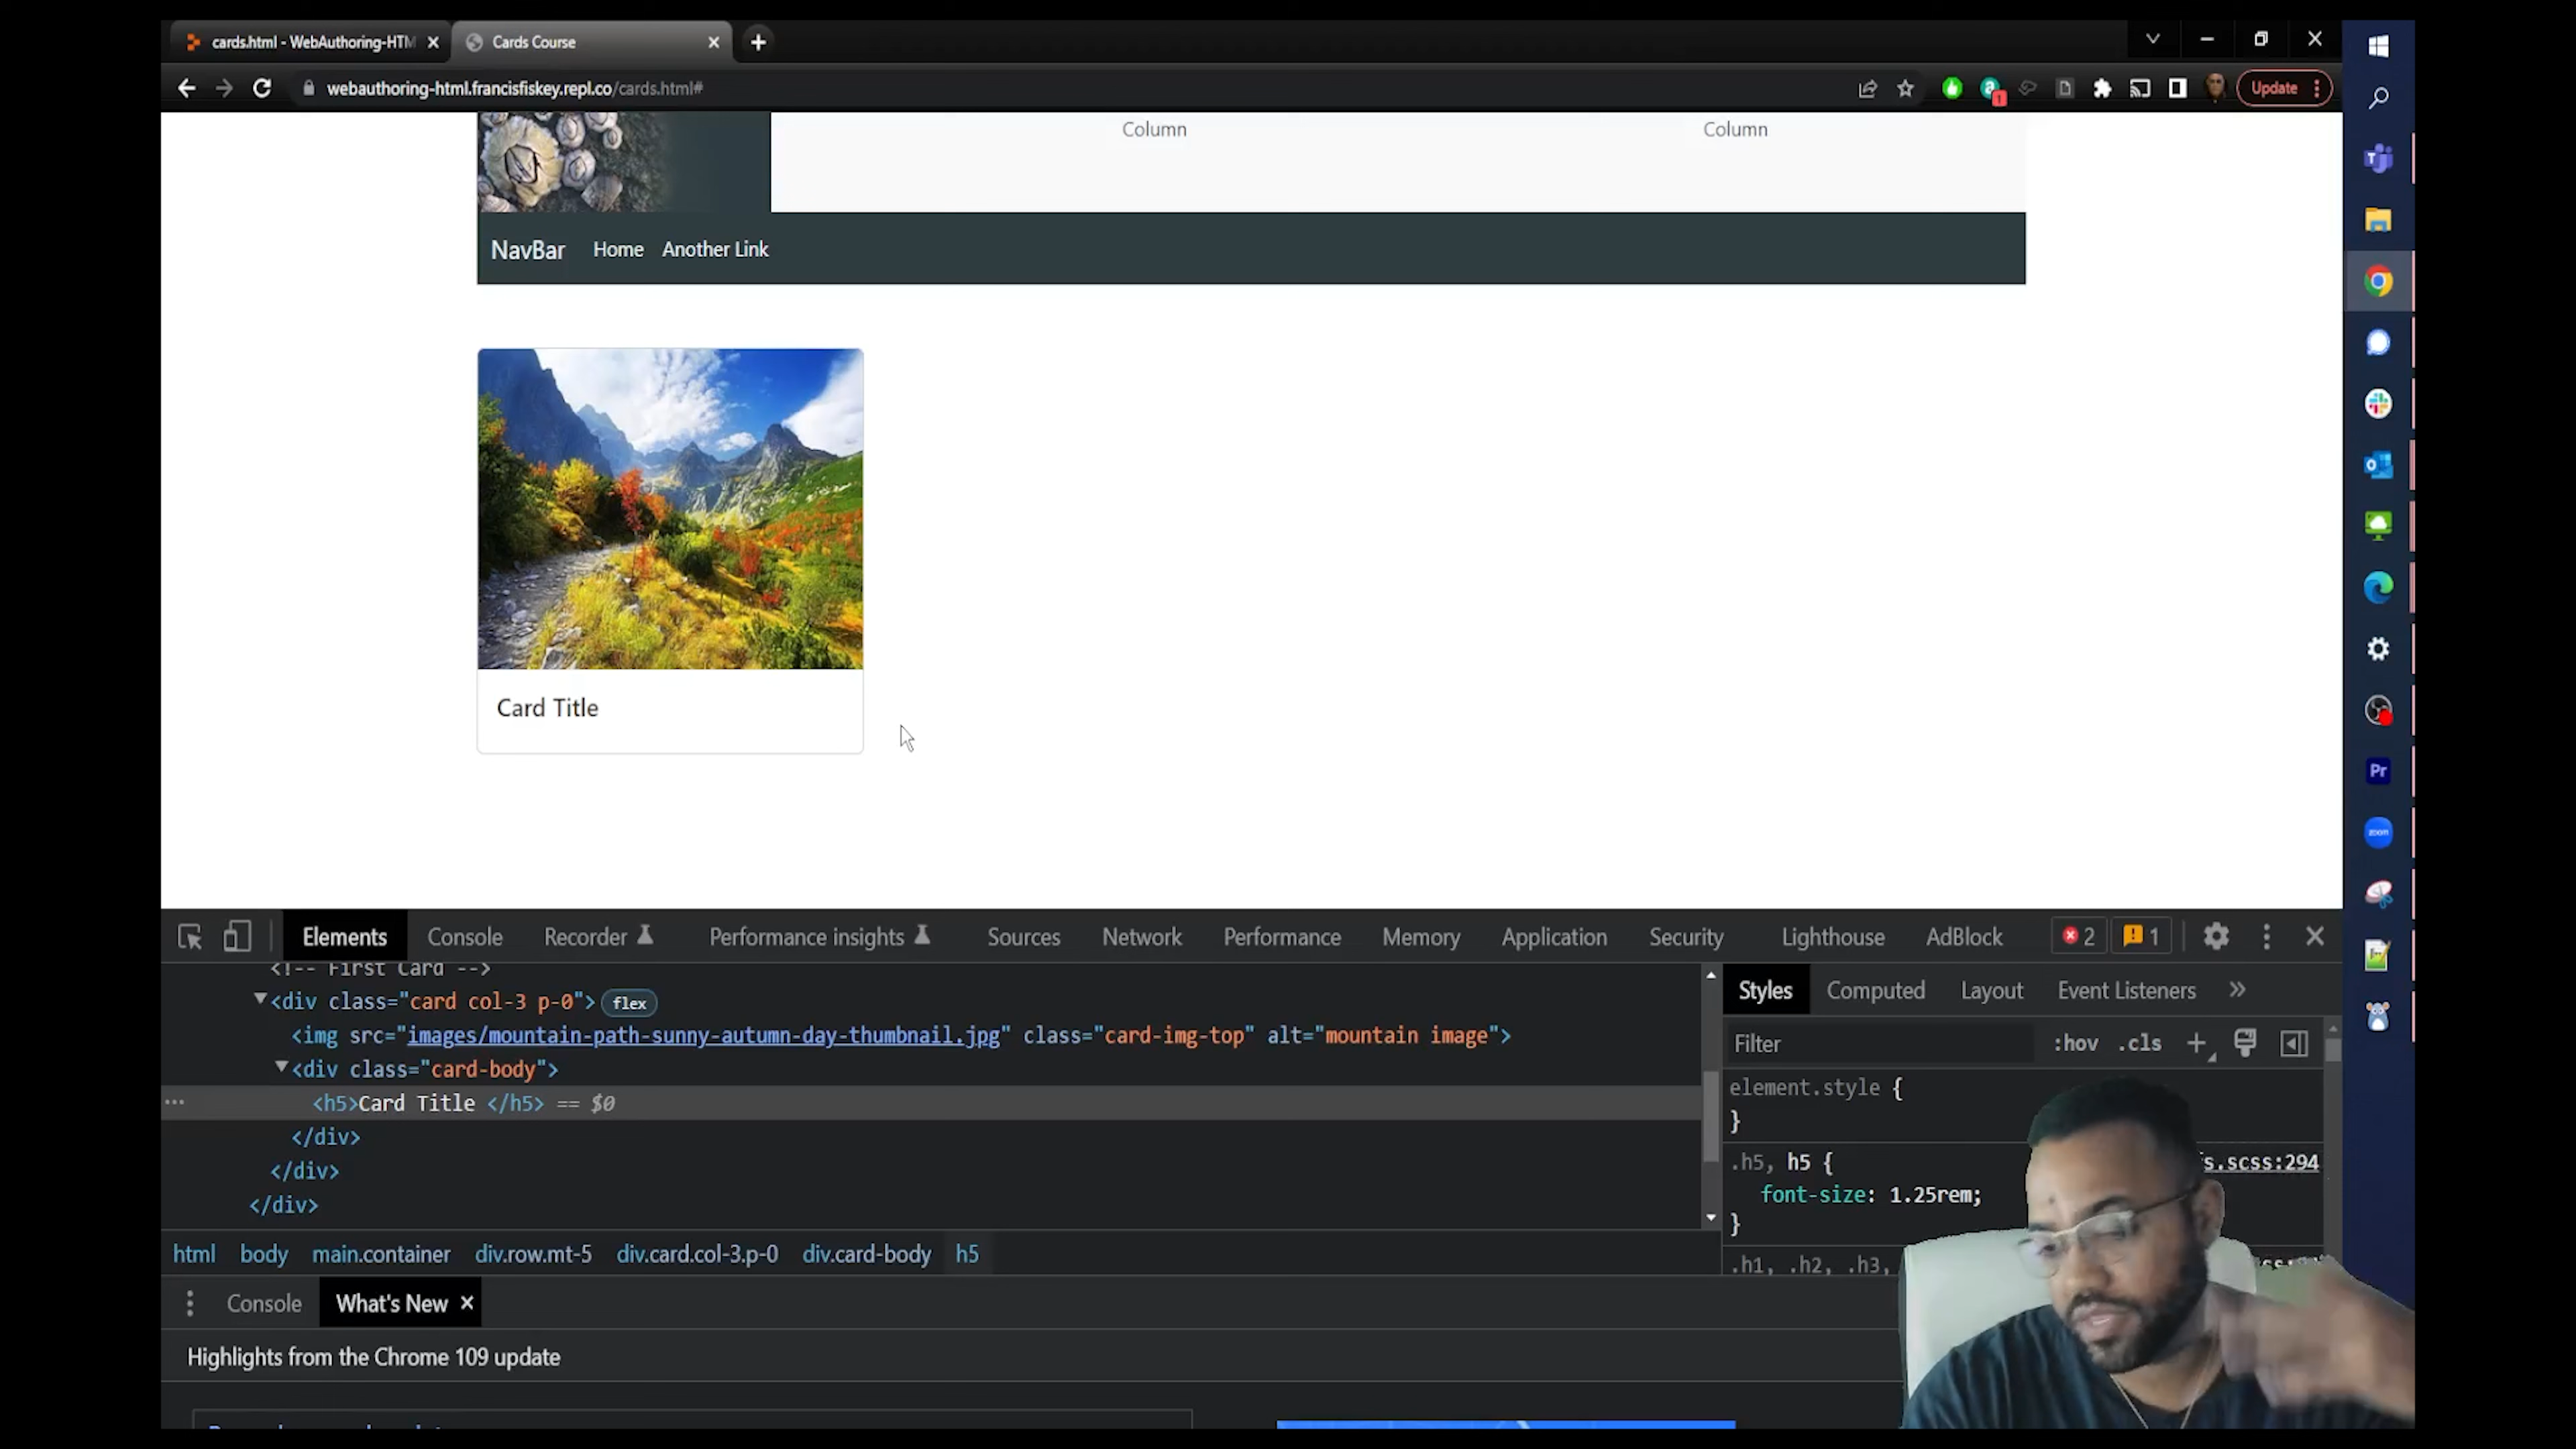 cards.html - WebAuthoring-HTM
Cards Course
webauthoring-html.francisfiskey.repl.co/cards.html#
1
Update
Column
Column
NavBar
Home
Another Link
Card Title
Elements
Console
Recorder
Performance insights
Sources
Network
Performance
Memory
Application
Security
Lighthouse
AdBlock
2
1
<!-- First Card -->
<div class="card col-3 p-0"> flex
<img src="images/mountain-path-sunny-autumn-day-thumbnail.jpg" class="card-img-top" alt="mountain image">
<div class="card-body">
<h5>Card Title </h5> == $0
</div>
</div>
</div>
html body main.container div.row.mt-5 div.card.col-3.p-0 div.card-body h5
Styles
Computed
Layout
Event Listeners
Filter
:hov .cls
element.style {
}
.h5, h5 {
s.scss:294
font-size: 1.25rem;
}
.h1, .h2, .h3,
Console
What's New
Highlights from the Chrome 109 update
Pr
zoom